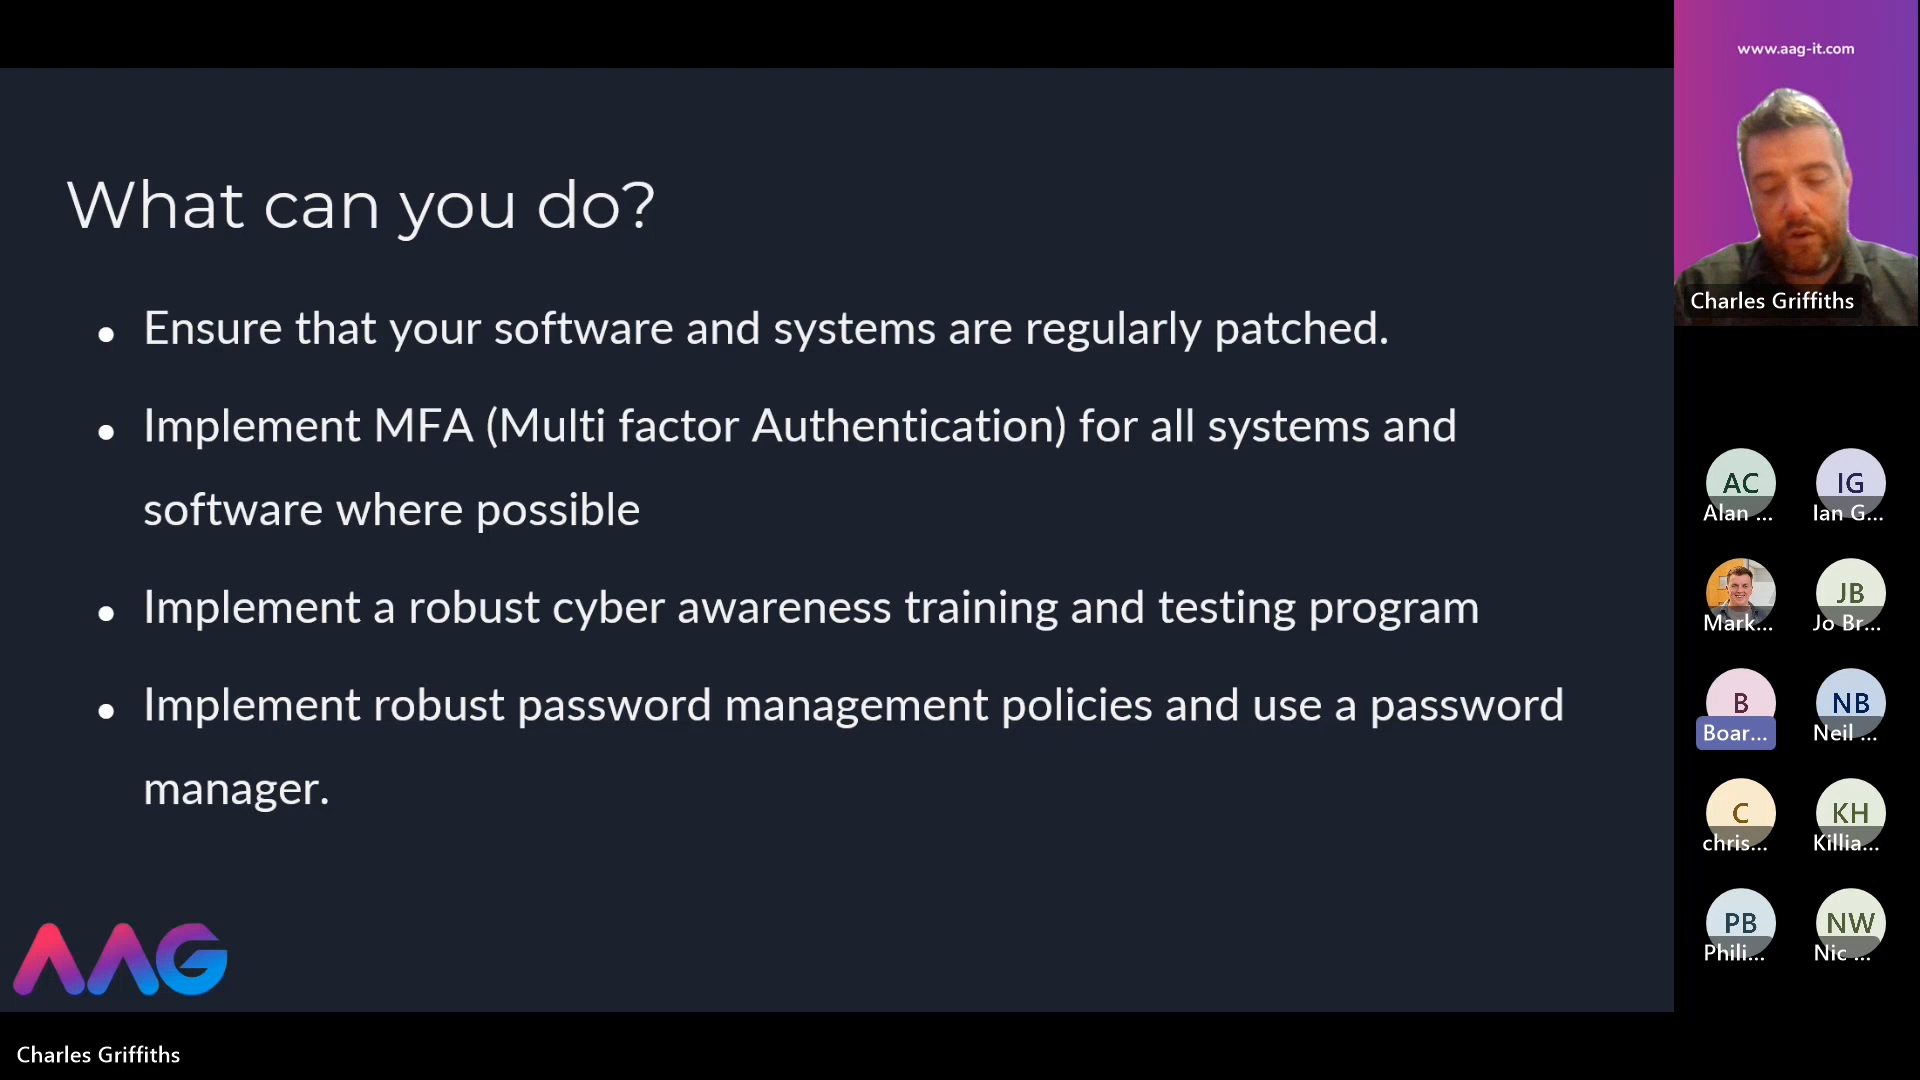 www.aag-it.com
What can you do?
● Ensure that your software and systems are regularly patched.
● Implement MFA (Multi factor Authentication) for all systems and
software where possible
● Implement a robust cyber awareness training and testing program
● Implement robust password management policies and use a password
manager.
AAG
Charles Griffiths
Charles Griffiths
AC
Alan ...
IG
Ian G...
Mark...
JB
Jo Br...
B
Boar...
NB
Neil ...
C
chris...
KH
Killia...
PB
Phili...
NW
Nic ...